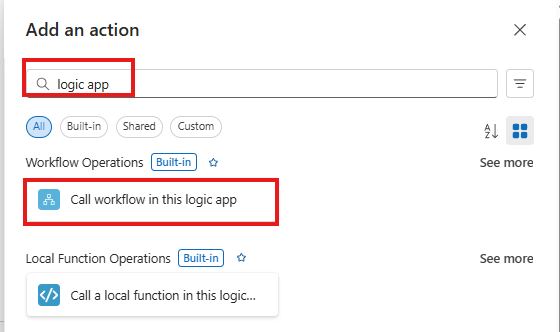 Add an action
logic app
All Built-in Shared Custom
A
Z
Workflow Operations Built-in See more
Call workflow in this logic app
Local Function Operations Built-in See more
Call a local function in this logic...